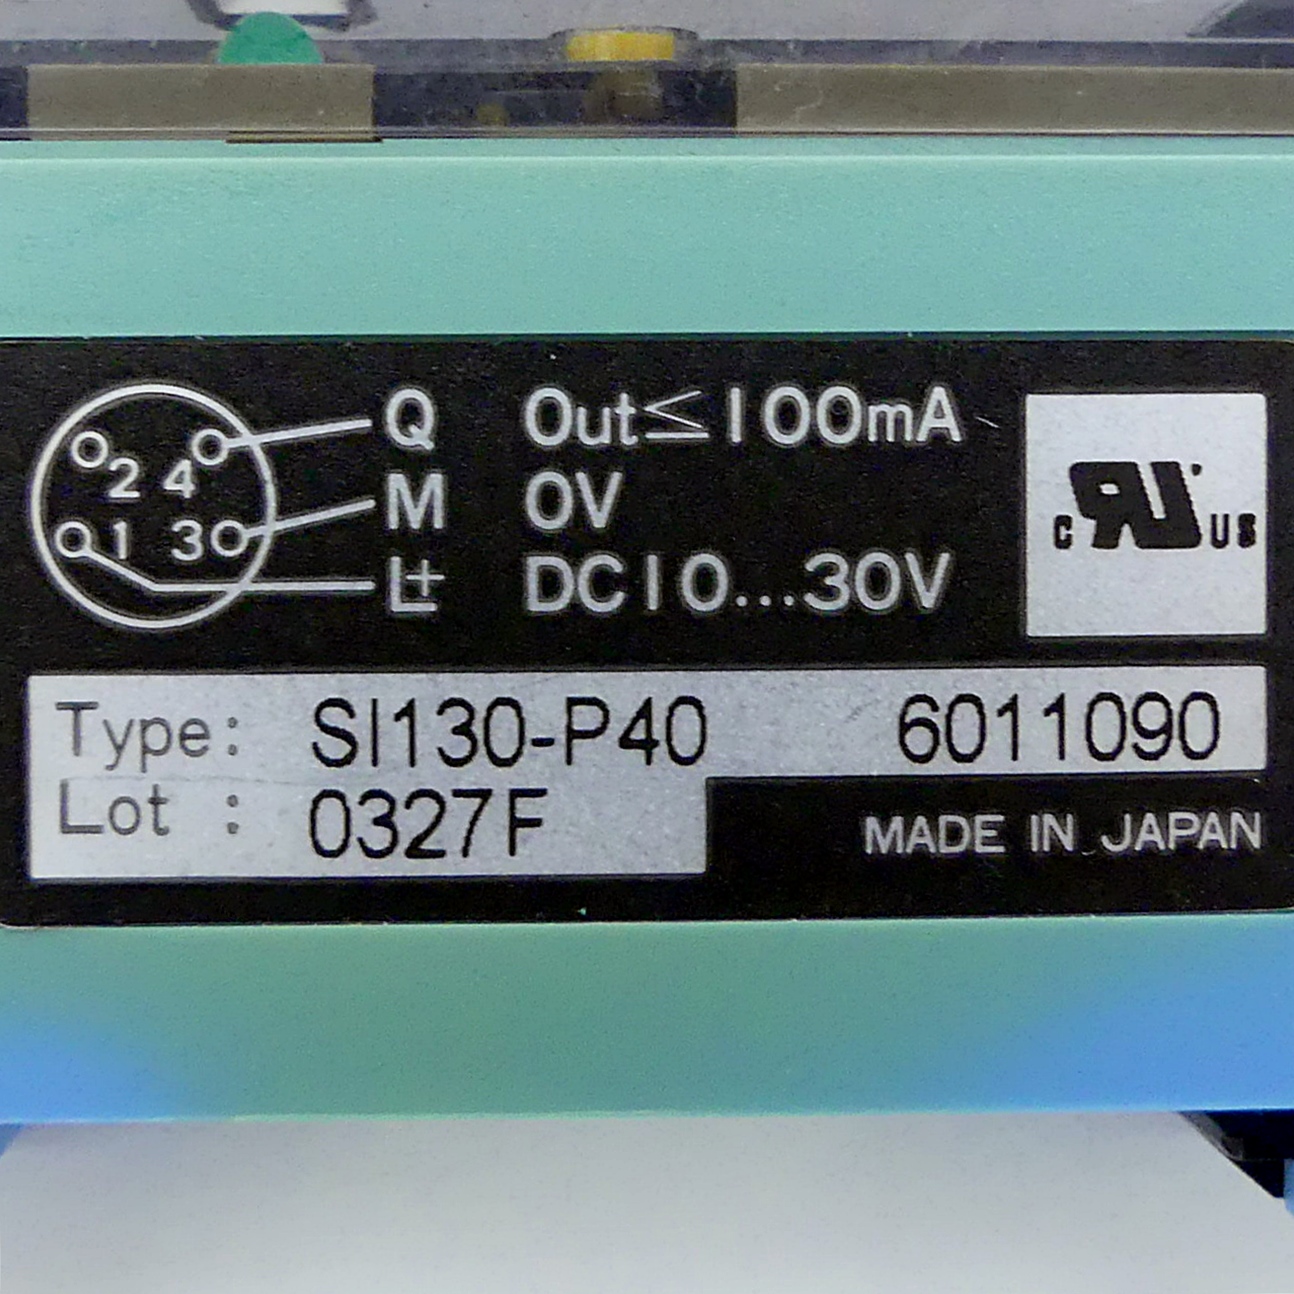 2 4 Q Out≤100mA
M 0V
1 3 L+ DC10...30V
c RU US
Type: SI130-P40 6011090
Lot : 0327F
MADE IN JAPAN